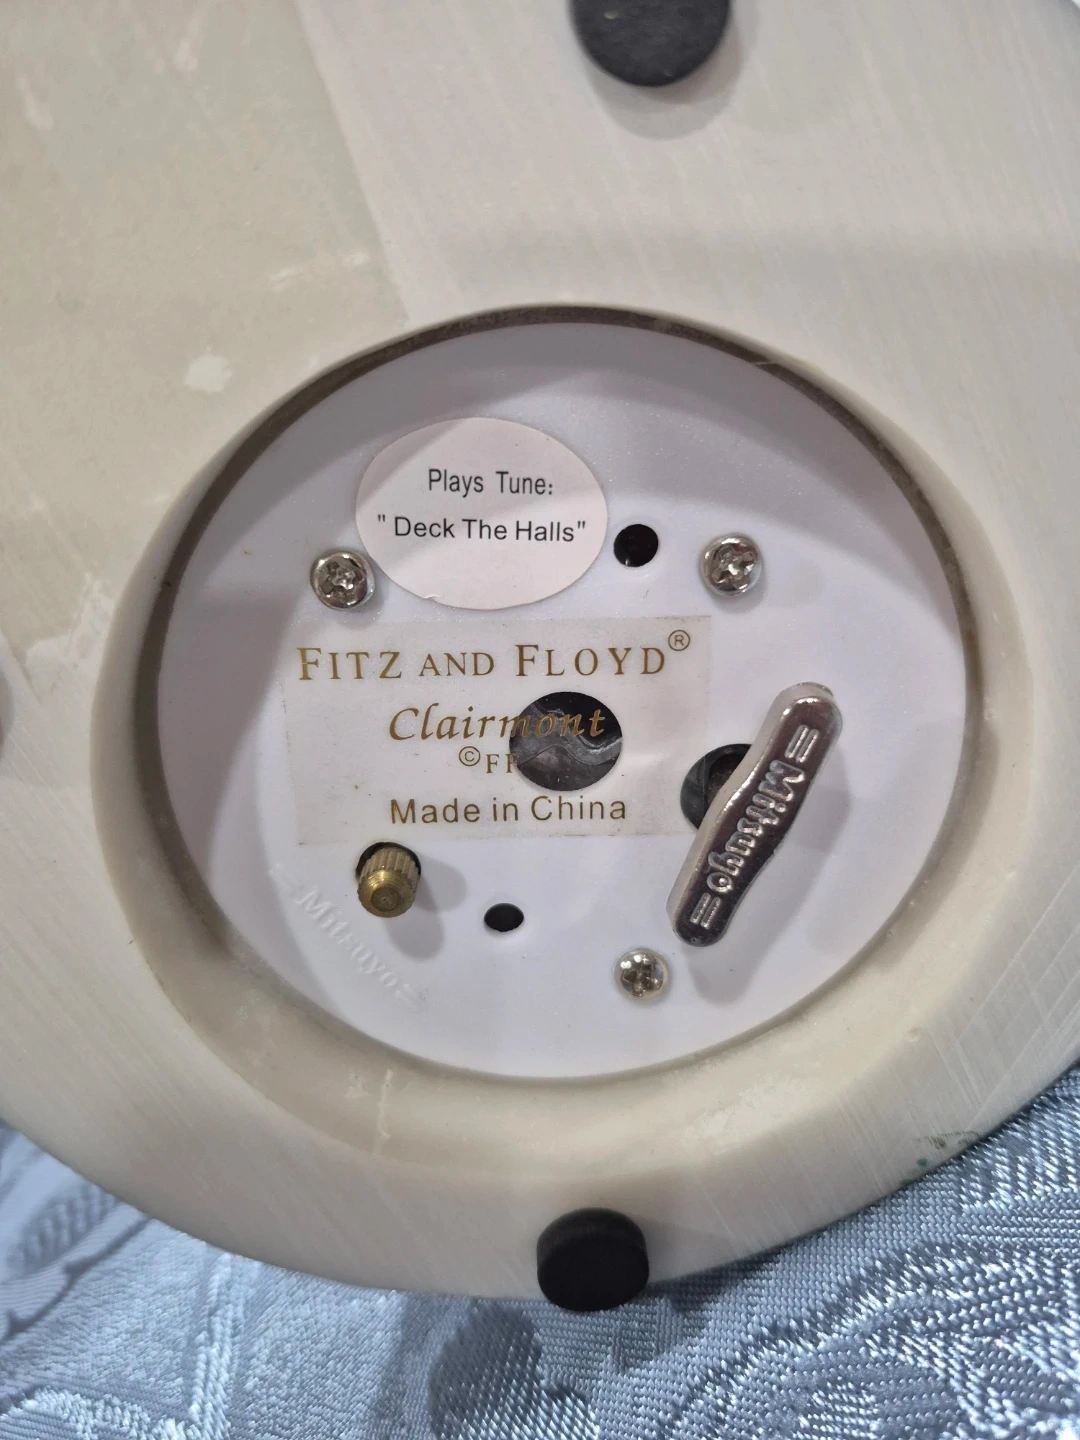 Plays Tune:
" Deck The Halls"
FITZ AND FLOYD®
Clairmont
©FF
Made in China
=Mitsuyo=
=Mitsuyo=